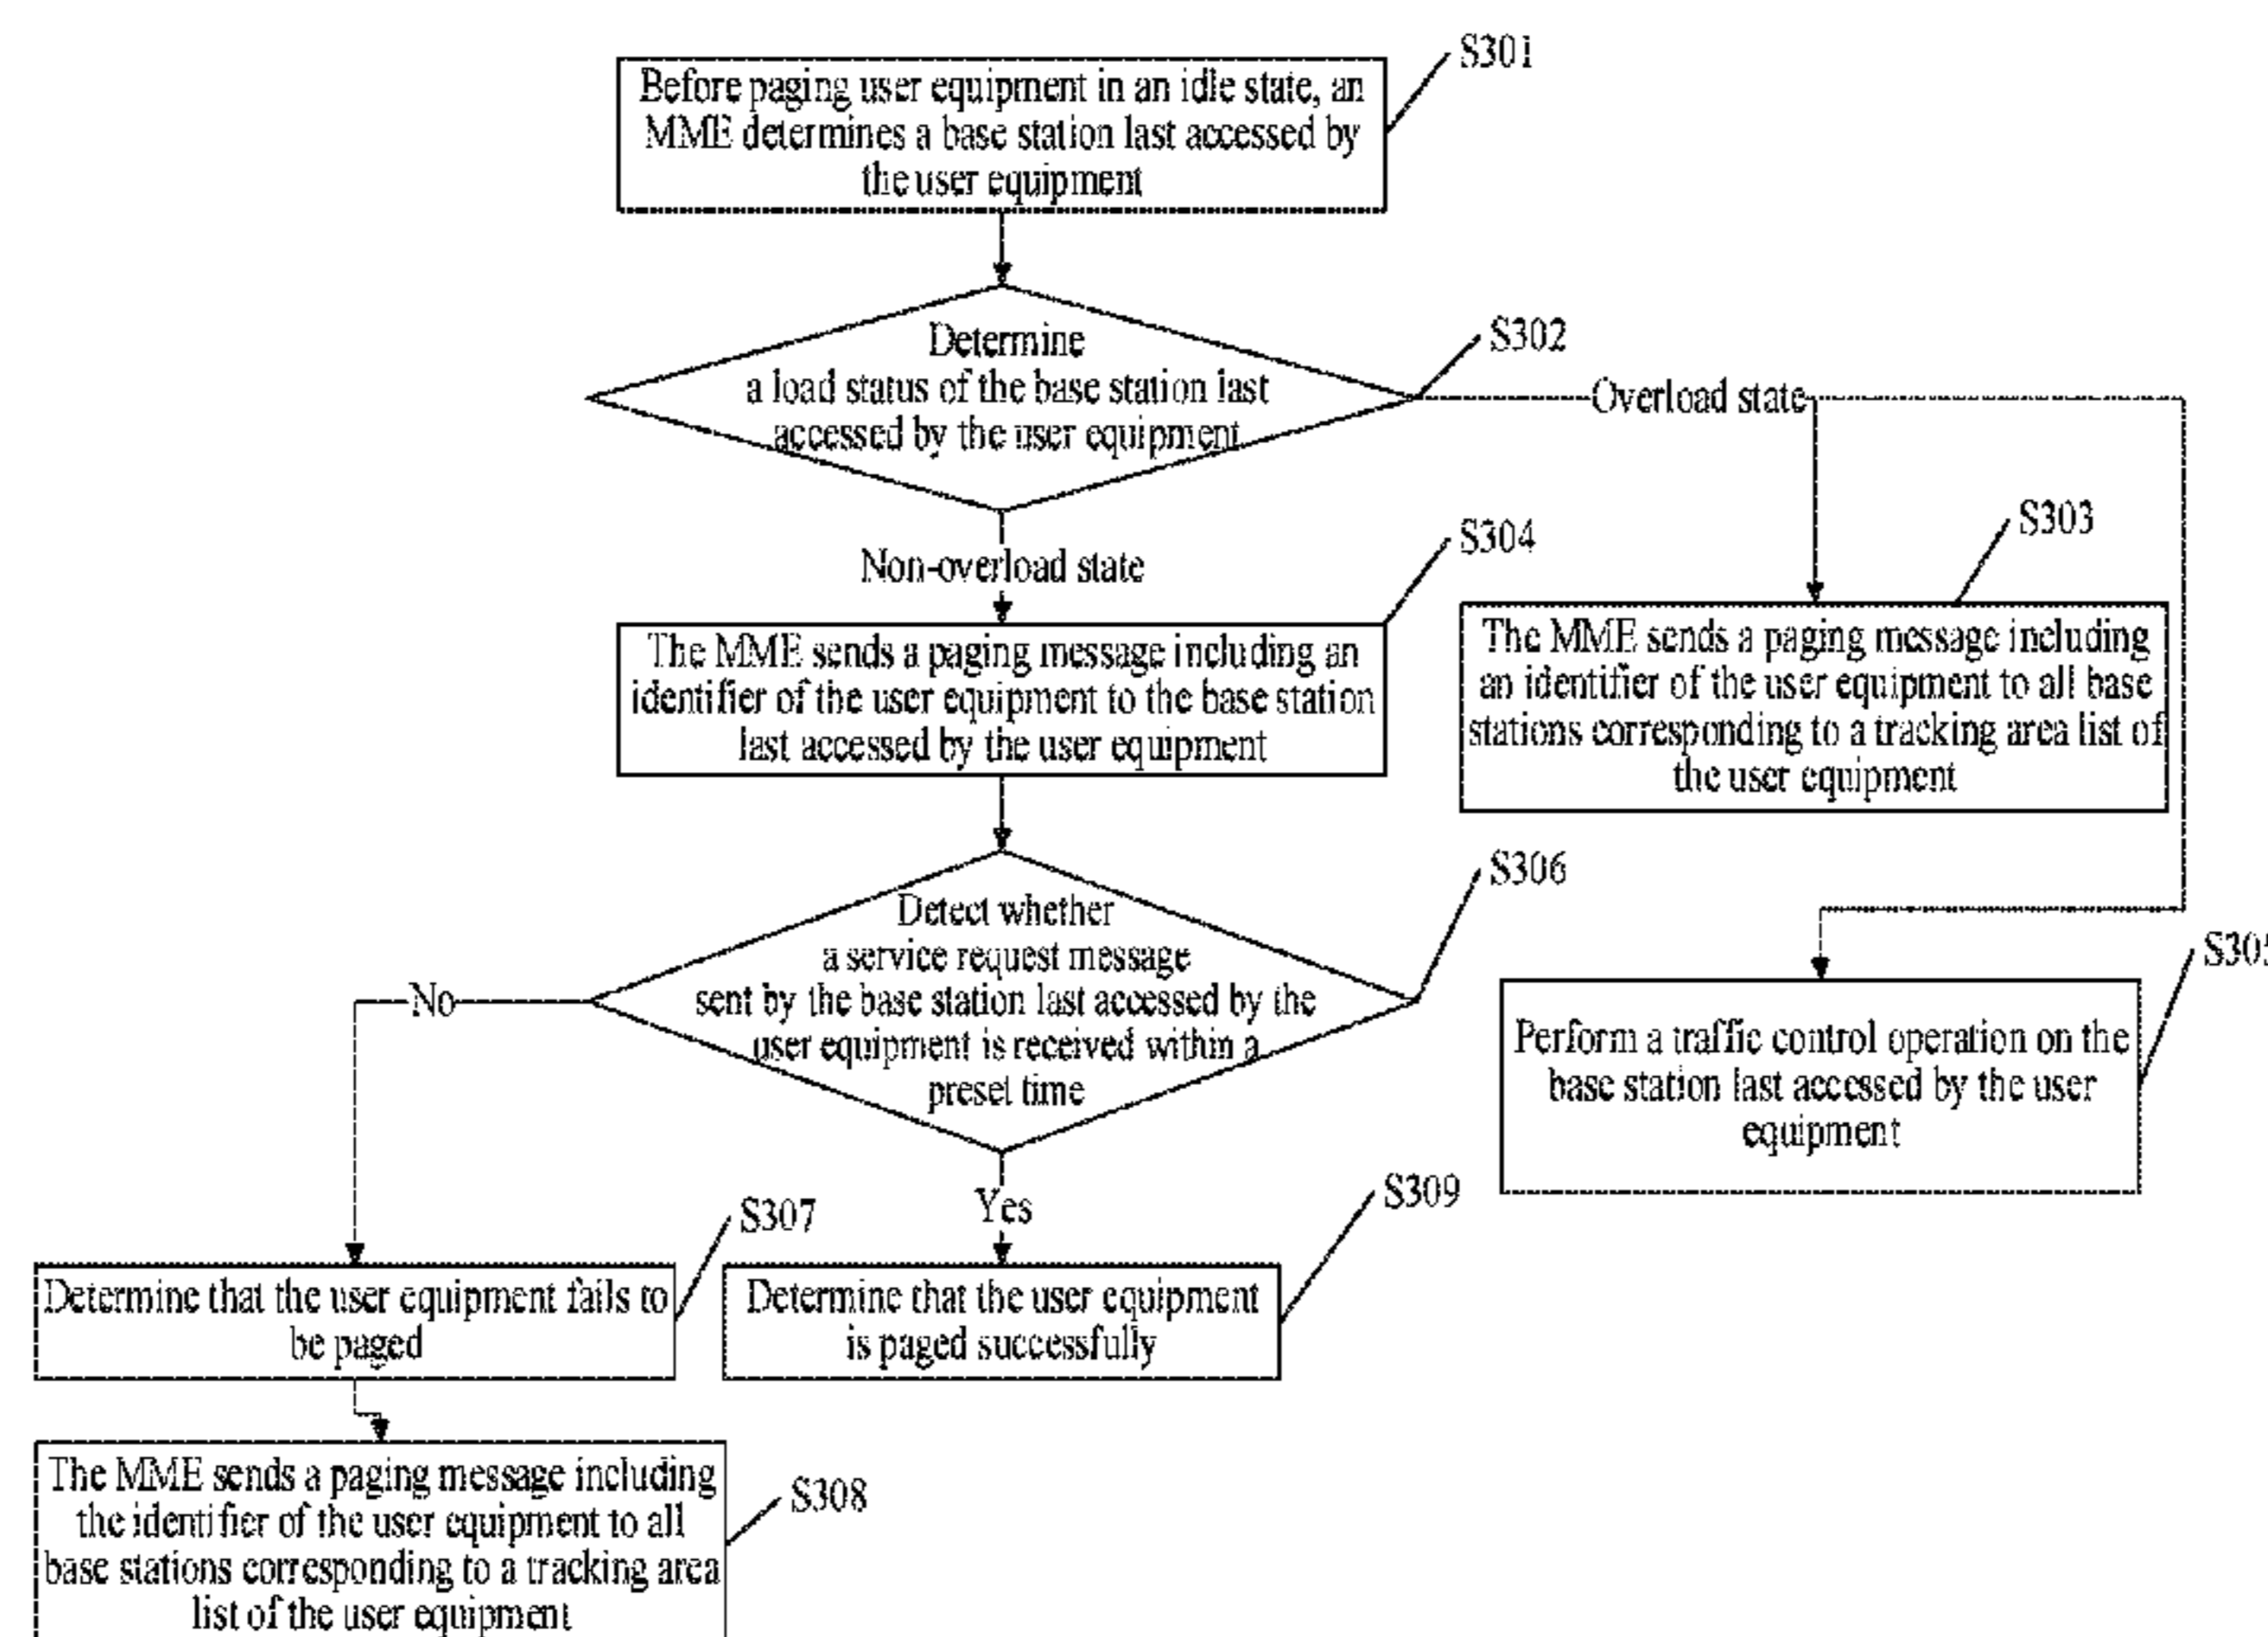 S301
Before paging user equipment in an idle state, an
MME determines a base station last accessed by
the user equipment
S302
Determine
a load status of the base station last
accessed by the user equipment
Overload state
Non-overload state
S304
S303
The MME sends a paging message including an
identifier of the user equipment to the base station
last accessed by the user equipment
The MME sends a paging message including
an identifier of the user equipment to all base
stations corresponding to a tracking area list of
the user equipment
S306
Detect whether
a service request message
sent by the base station last accessed by the
user equipment is received within a
preset time
No
Yes
S305
Perform a traffic control operation on the
base station last accessed by the user
equipment
S307
S309
Determine that the user equipment fails to
be paged
Determine that the user equipment
is paged successfully
The MME sends a paging message including
the identifier of the user equipment to all
base stations corresponding to a tracking area
list of the user equipment
S308